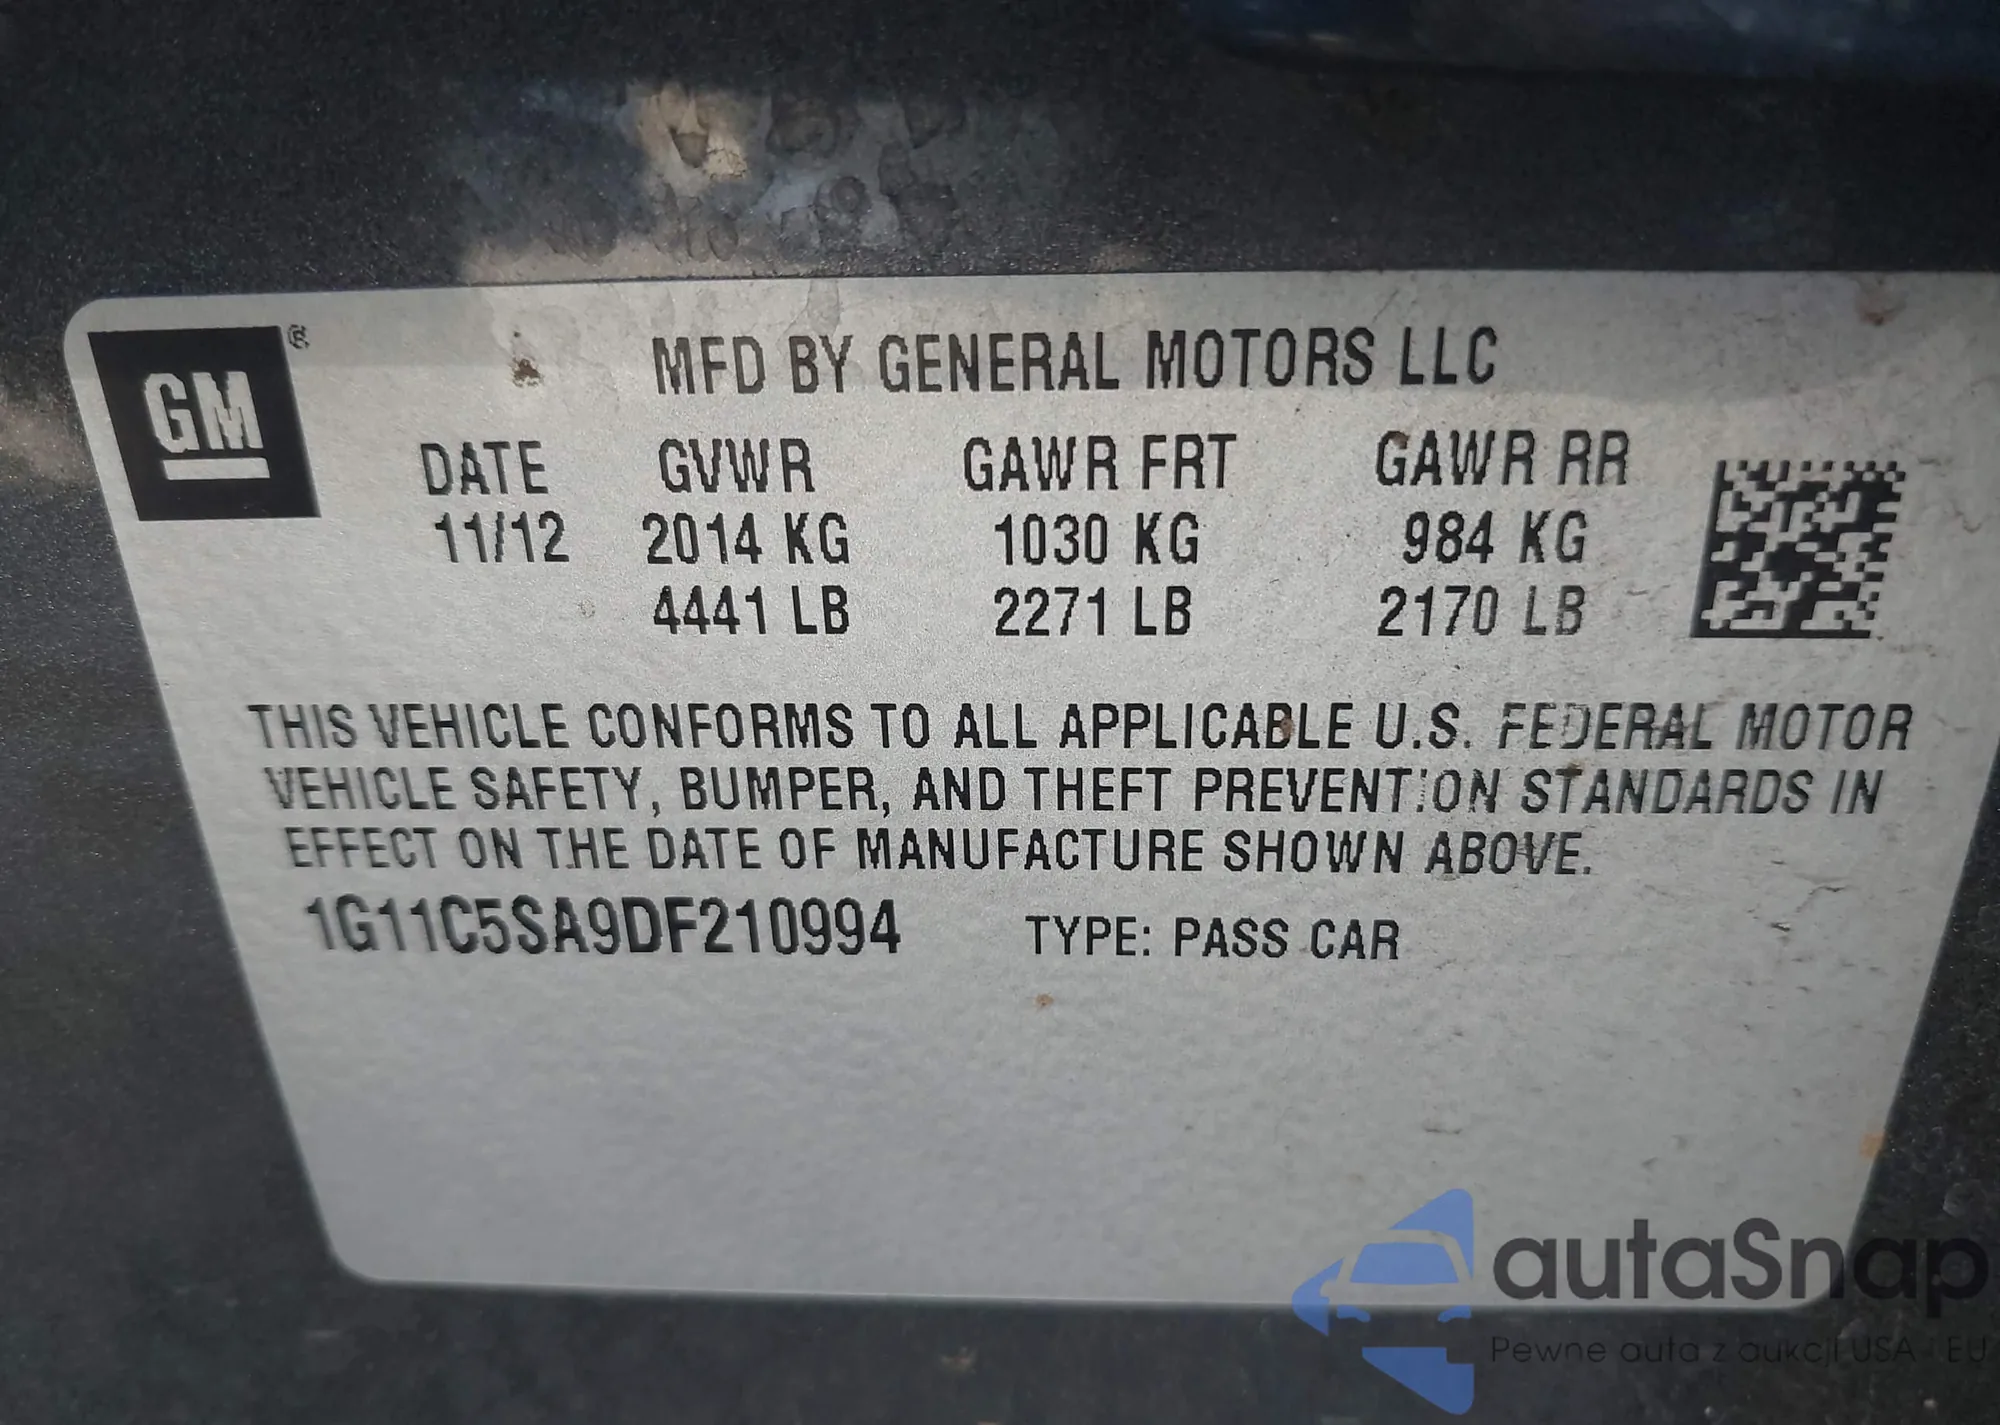 GM ®
MFD BY GENERAL MOTORS LLC
DATE GVWR GAWR FRT GAWR RR
11/12 2014 KG 1030 KG 984 KG
4441 LB 2271 LB 2170 LB
THIS VEHICLE CONFORMS TO ALL APPLICABLE U.S. FEDERAL MOTOR
VEHICLE SAFETY, BUMPER, AND THEFT PREVENTION STANDARDS IN
EFFECT ON THE DATE OF MANUFACTURE SHOWN ABOVE.
1G11C5SA9DF210994 TYPE: PASS CAR
autaSnap
Pewne auta z aukcji USA i EU